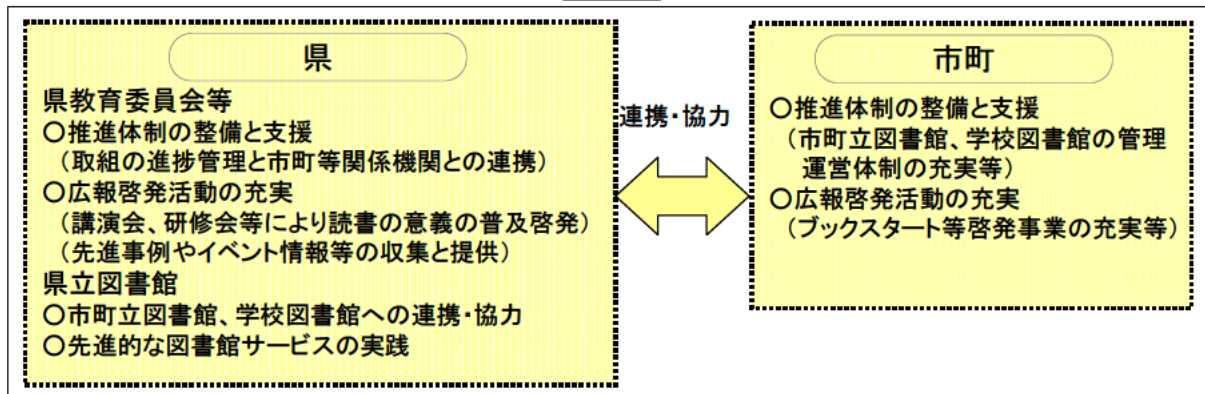 県
県教育委員会等
○推進体制の整備と支援
（取組の進捗管理と市町等関係機関との連携）
○広報啓発活動の充実
（講演会、研修会等により読書の意義の普及啓発）
（先進事例やイベント情報等の収集と提供）
県立図書館
○市町立図書館、学校図書館への連携・協力
○先進的な図書館サービスの実践
連携・協力
市町
○推進体制の整備と支援
（市町立図書館、学校図書館の管理
運営体制の充実等）
○広報啓発活動の充実
（ブックスタート等啓発事業の充実等）